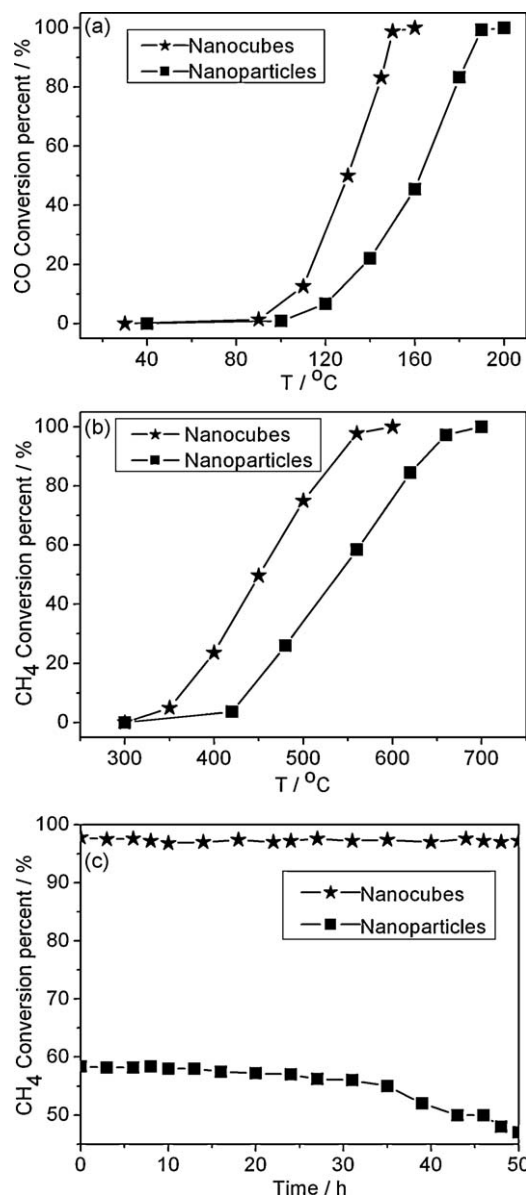 (a)
Nanocubes
Nanoparticles
CO Conversion percent / %
100
80
60
40
20
0
40 80 120 160 200
T / °C
(b)
Nanocubes
Nanoparticles
CH4 Conversion percent / %
100
80
60
40
20
0
300 400 500 600 700
T / °C
(c)
Nanocubes
Nanoparticles
CH4 Conversion percent / %
100
90
80
70
60
50
0 10 20 30 40 50
Time / h